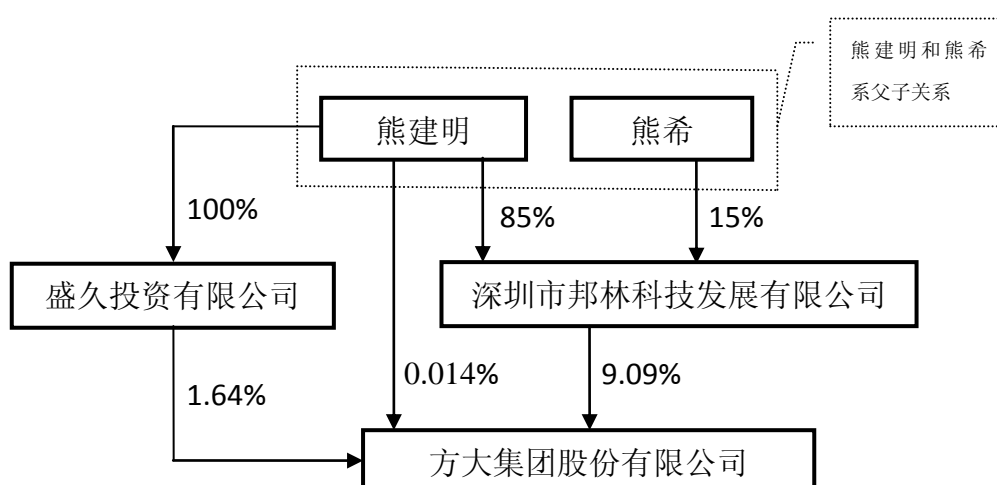 熊建明和熊希
系父子关系
熊建明
熊希
100%
85%
15%
盛久投资有限公司
深圳市邦林科技发展有限公司
1.64%
0.014%
9.09%
方大集团股份有限公司